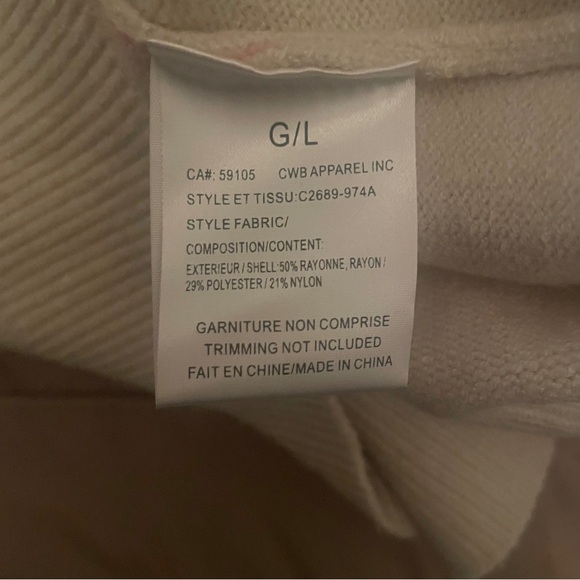 G/L
CA#: 59105 CWB APPAREL INC
STYLE ET TISSU:C2689-974A
STYLE FABRIC/
COMPOSITION/CONTENT:
EXTERIEUR/SHELL:50% RAYONNE, RAYON/
29% POLYESTER/21% NYLON
GARNITURE NON COMPRISE
TRIMMING NOT INCLUDED
FAIT EN CHINE/MADE IN CHINA